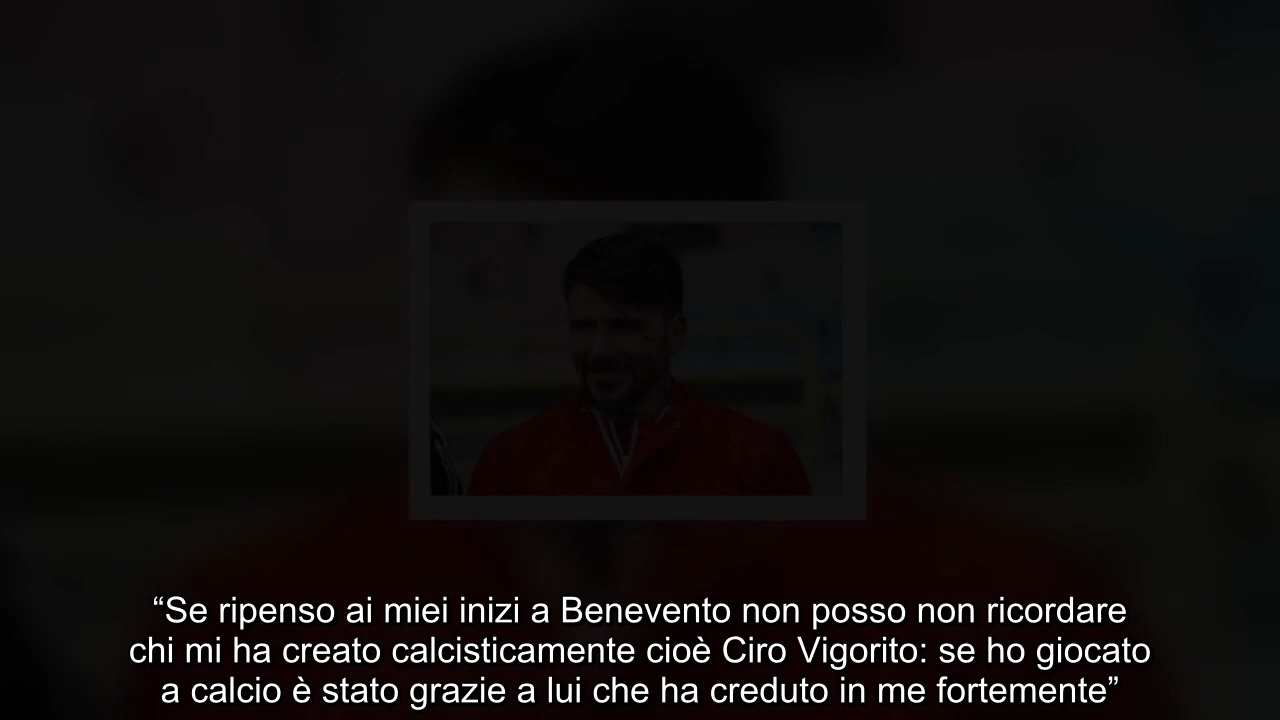 “Se ripenso ai miei inizi a Benevento non posso non ricordare
chi mi ha creato calcisticamente cioè Ciro Vigorito: se ho giocato
a calcio è stato grazie a lui che ha creduto in me fortemente”